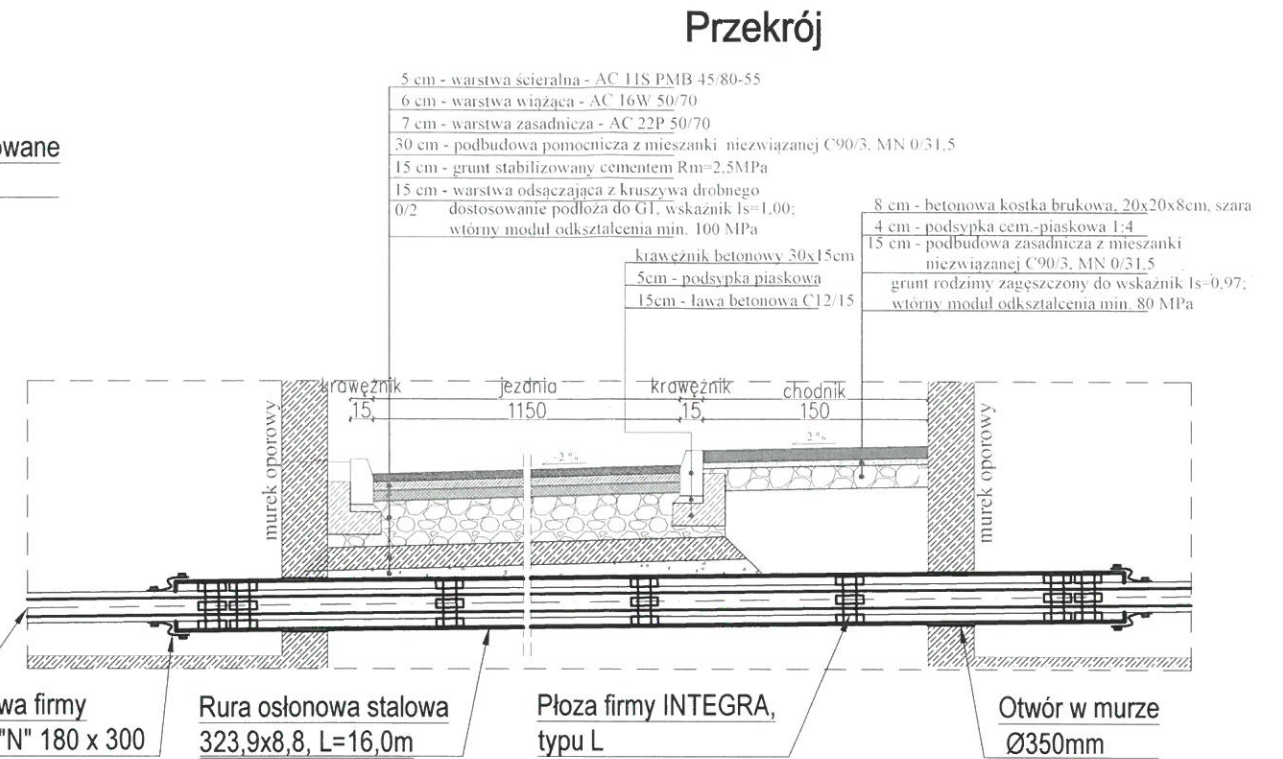 Przekrój
5 cm - warstwa ścieralna - AC 11S PMB 45/80-55
6 cm - warstwa wiążąca - AC 16W 50/70
7 cm - warstwa zasadnicza - AC 22P 50/70
30 cm - podbudowa pomocnicza z mieszanki niezwiązanej C90/3, MN 0/31,5
15 cm - grunt stabilizowany cementem Rm=2,5MPa
15 cm - warstwa odsączająca z kruszywa drobnego
0/2 dostosowanie podłoża do G1, wskaźnik Is=1,00;
wtórny moduł odkształcenia min. 100 MPa
owane
8 cm - betonowa kostka brukowa, 20x20x8cm, szara
4 cm - podsypka cem.-piaskowa 1:4
15 cm - podbudowa zasadnicza z mieszanki
niezwiązanej C90/3, MN 0/31,5
grunt rodzimy zagęszczony do wskaźnik Is=0,97;
wtórny moduł odkształcenia min. 80 MPa
krawężnik betonowy 30x15cm
5cm - podsypka piaskowa
15cm - ława betonowa C12/15
krawężnik jezdnia krawężnik chodnik
15 1150 15 150
murek oporowy
2%
2%
murek oporowy
wa firmy
"N" 180 x 300
Rura osłonowa stalowa
323,9x8,8, L=16,0m
Płoza firmy INTEGRA,
typu L
Otwór w murze
Ø350mm